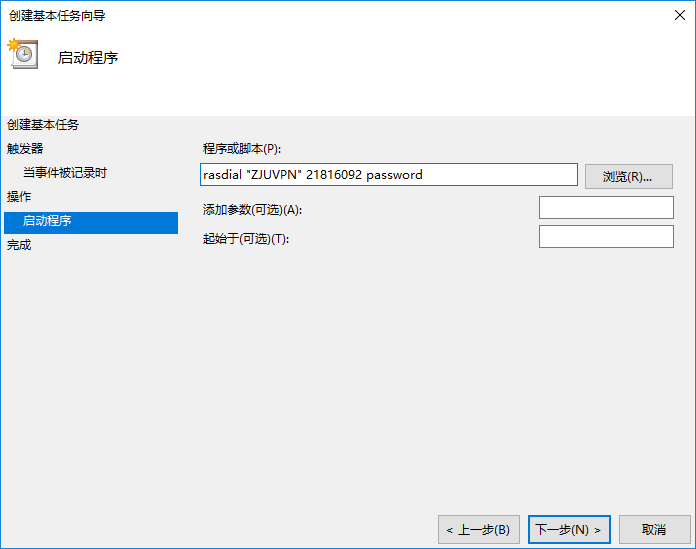 创建基本任务向导
启动程序
创建基本任务
触发器
当事件被记录时
操作
启动程序
完成
程序或脚本(P):
rasdial "ZJUVPN" 21816092 password
浏览(R)...
添加参数(可选)(A):
起始于(可选)(T):
< 上一步(B)
下一步(N) >
取消